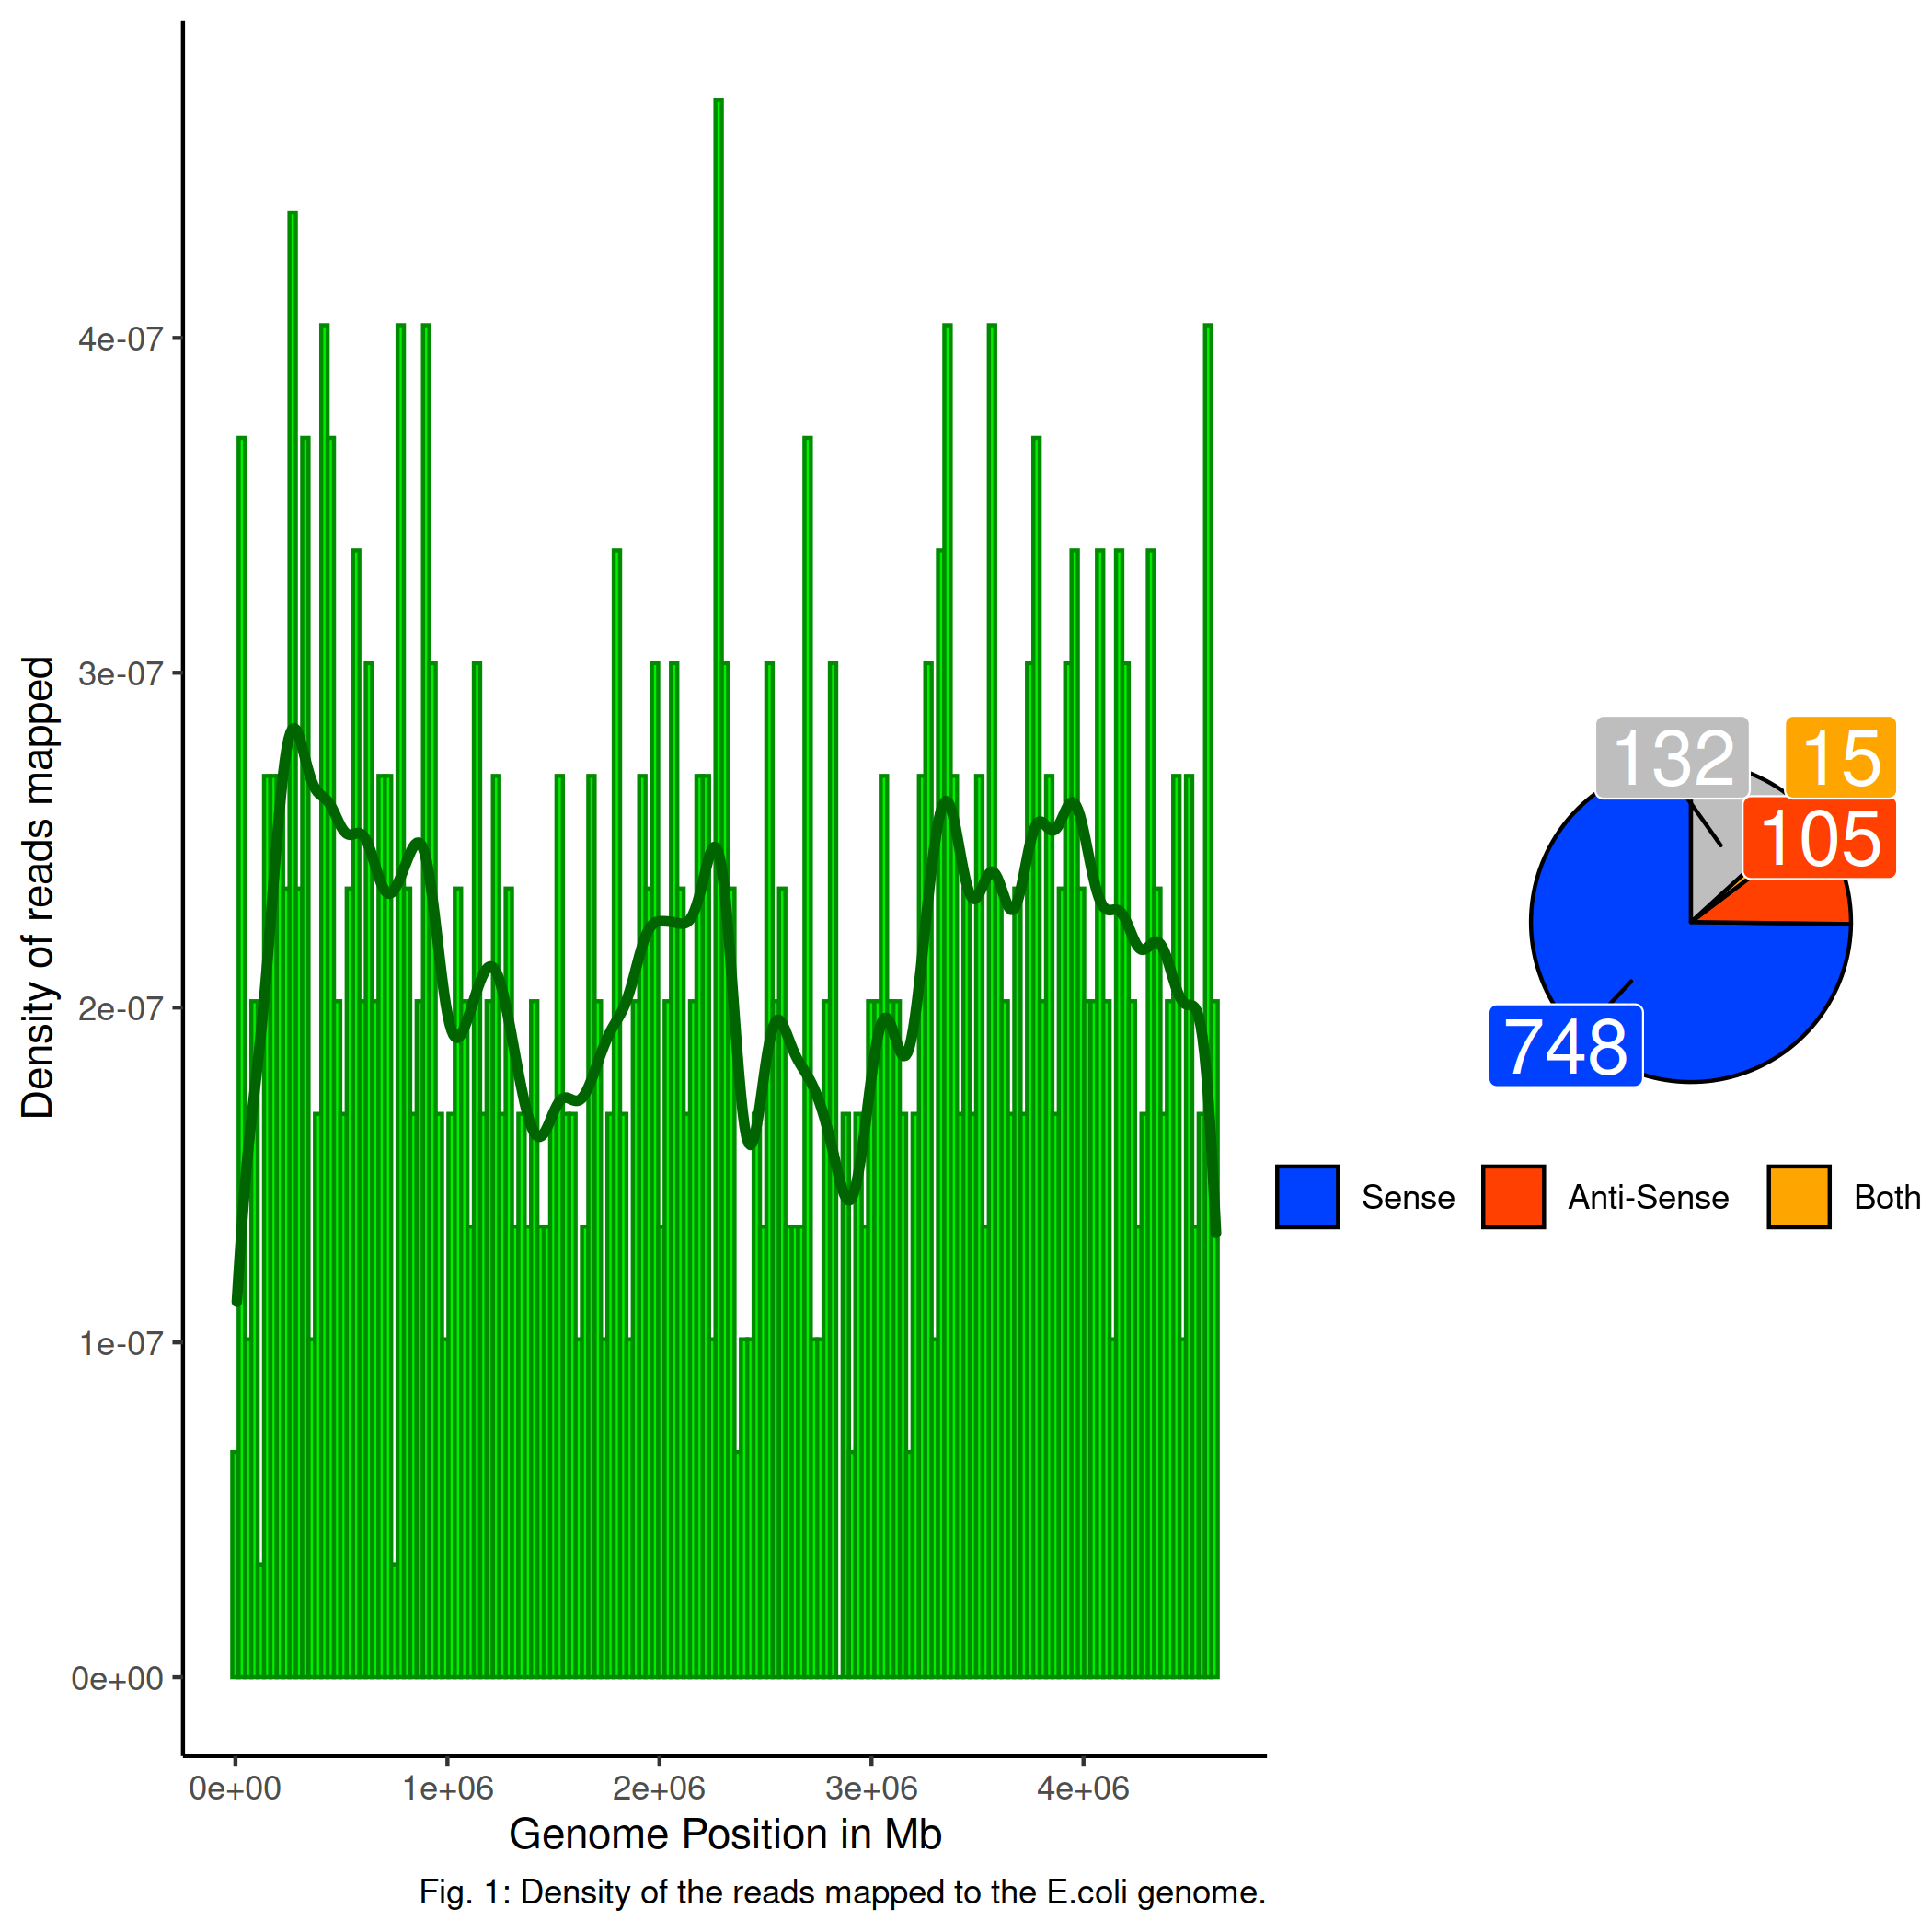 Density of reads mapped
4e-07
3e-07
2e-07
1e-07
0e+00
0e+00 1e+06 2e+06 3e+06 4e+06
Genome Position in Mb
Fig. 1: Density of the reads mapped to the E.coli genome.
132 15
105
748
Sense Anti-Sense Both